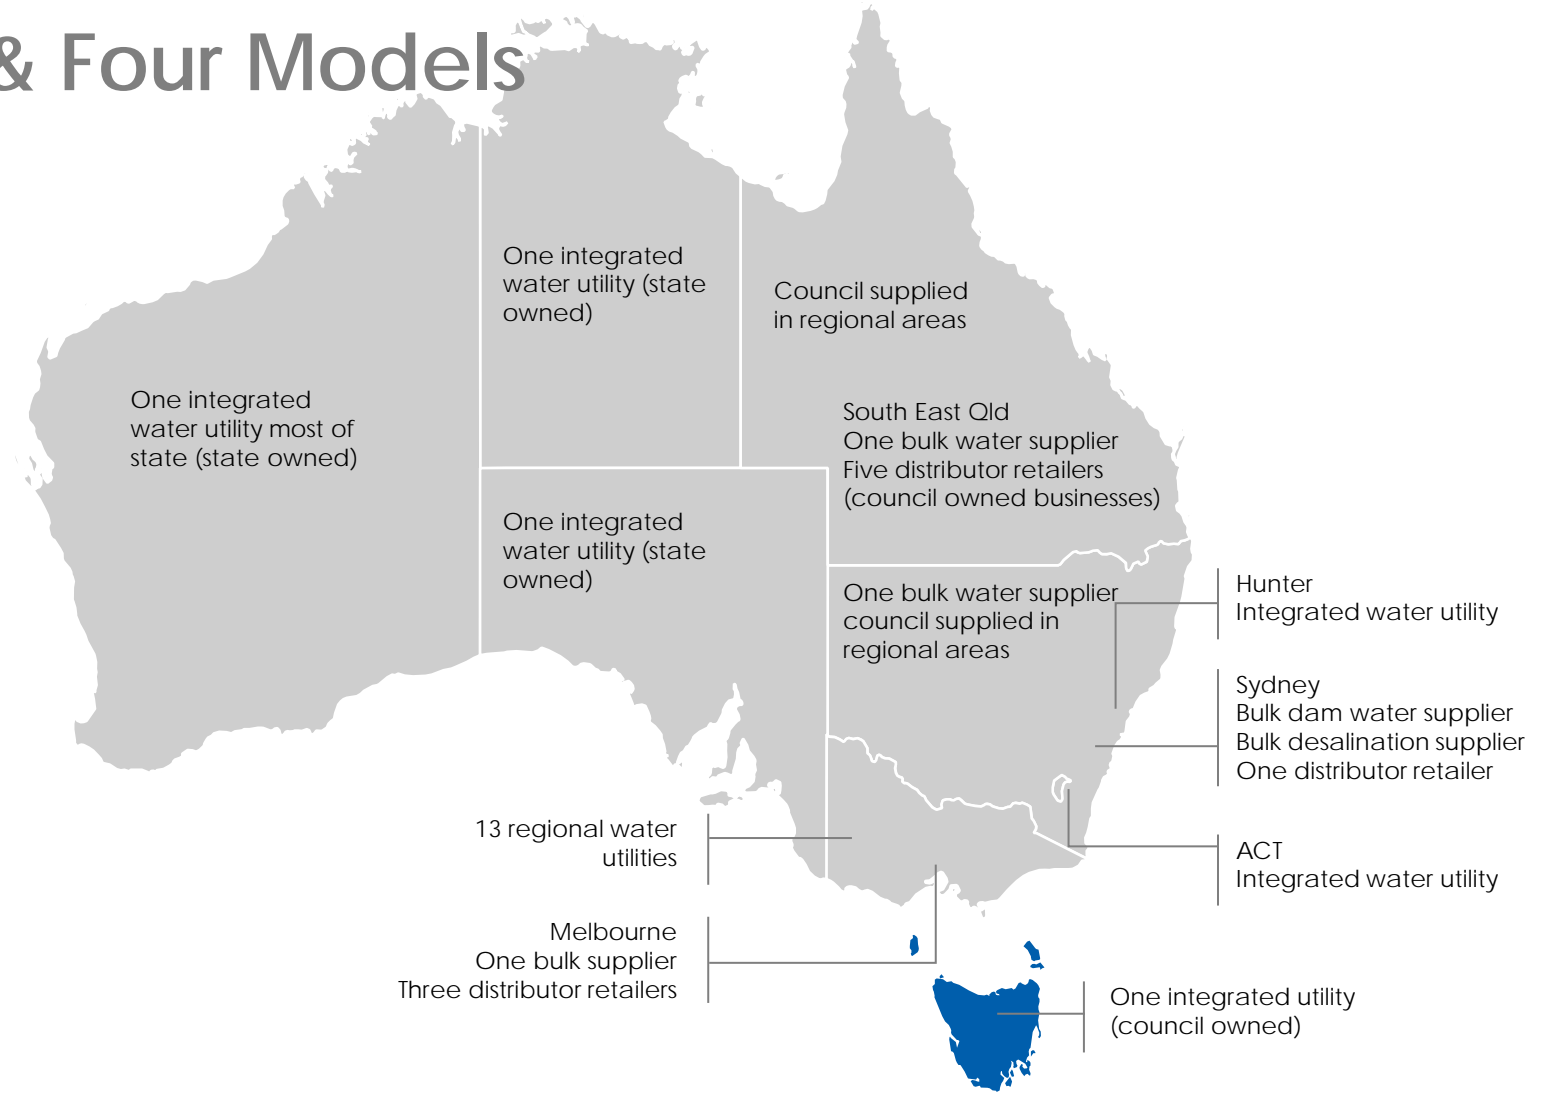 & Four Models
One integrated
water utility (state
owned)
Council supplied
in regional areas
One integrated
water utility most of
state (state owned)
South East Qld
One bulk water supplier
Five distributor retailers
(council owned businesses)
One integrated
water utility (state
owned)
One bulk water supplier
council supplied in
regional areas
Hunter
Integrated water utility
Sydney
Bulk dam water supplier
Bulk desalination supplier
One distributor retailer
13 regional water
utilities
ACT
Integrated water utility
Melbourne
One bulk supplier
Three distributor retailers
One integrated utility
(council owned)